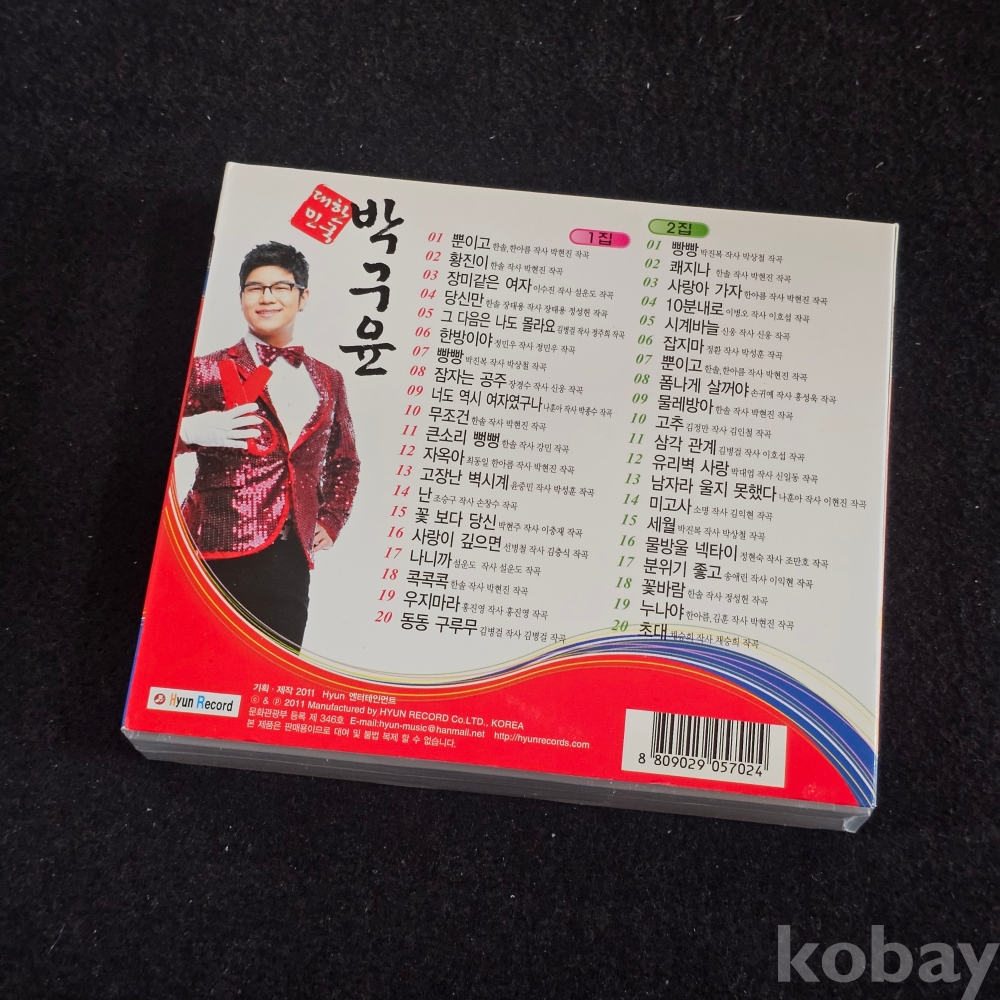 대한
민국
박구윤
1집
01 뿐이고 한솔,한아름 작사 박현진 작곡
02 황진이 한솔 작사 박현진 작곡
03 장미같은 여자 이수진 작사 설운도 작곡
04 당신만 한솔 장대용 작사 장대용 정성헌 작곡
05 그 다음은 나도 몰라요 김병걸 작사 정주희 작곡
06 한방이야 정민우 작사 정민우 작곡
07 빵빵 박진복 작사 박상철 작곡
08 잠자는 공주 장경수 작사 신웅 작곡
09 너도 역시 여자였구나 나훈아 작사 박종수 작곡
10 무조건 한솔 작사 박현진 작곡
11 큰소리 뻥뻥 한솔 작사 강민 작곡
12 자옥아 최동일 한아름 작사 박현진 작곡
13 고장난 벽시계 윤중민 작사 박성훈 작곡
14 난 조승구 작사 손창수 작곡
15 꽃 보다 당신 박현주 작사 이충재 작곡
16 사랑이 깊으면 선병철 작사 김충식 작곡
17 나니까 설운도 작사 설운도 작곡
18 콕콕콕 한솔 작사 박현진 작곡
19 우지마라 홍진영 작사 홍진영 작곡
20 동동 구루무 김병걸 작사 김병걸 작곡
2집
01 빵빵 박진복 작사 박상철 작곡
02 쾌지나 한솔 작사 박현진 작곡
03 사랑아 가자 한아름 작사 박현진 작곡
04 10분내로 이병오 작사 이호섭 작곡
05 시계바늘 신웅 작사 신웅 작곡
06 잡지마 정환 작사 박성훈 작곡
07 뿐이고 한솔,한아름 작사 박현진 작곡
08 폼나게 살꺼야 손귀예 작사 홍성욱 작곡
09 물레방아 한솔 작사 박현진 작곡
10 고추 김정만 작사 김인철 작곡
11 삼각 관계 김병걸 작사 이호섭 작곡
12 유리벽 사랑 박대업 작사 신일동 작곡
13 남자라 울지 못했다 나훈아 작사 이현진 작곡
14 미고사 소명 작사 김익현 작곡
15 세월 박진복 작사 박상철 작곡
16 물방울 넥타이 정현숙 작사 조만호 작곡
17 분위기 좋고 송애린 작사 이익현 작곡
18 꽃바람 한솔 작사 정성헌 작곡
19 누나야 한아름,김훈 작사 박현진 작곡
20 초대 채승희 작사 채승희 작곡
Hyun Record
가획·제작 2011 Hyun 엔터테인먼트
ⓒ & ⓟ 2011 Manufactured by HYUN RECORD Co.LTD., KOREA
문화관광부 등록 제 346호 E-mail:hyun-music@hanmail.net http://hyunrecords.com
본 제품은 판매용이므로 대여 및 불법 복제 할 수 없습니다.
8 809029 057024
kobay